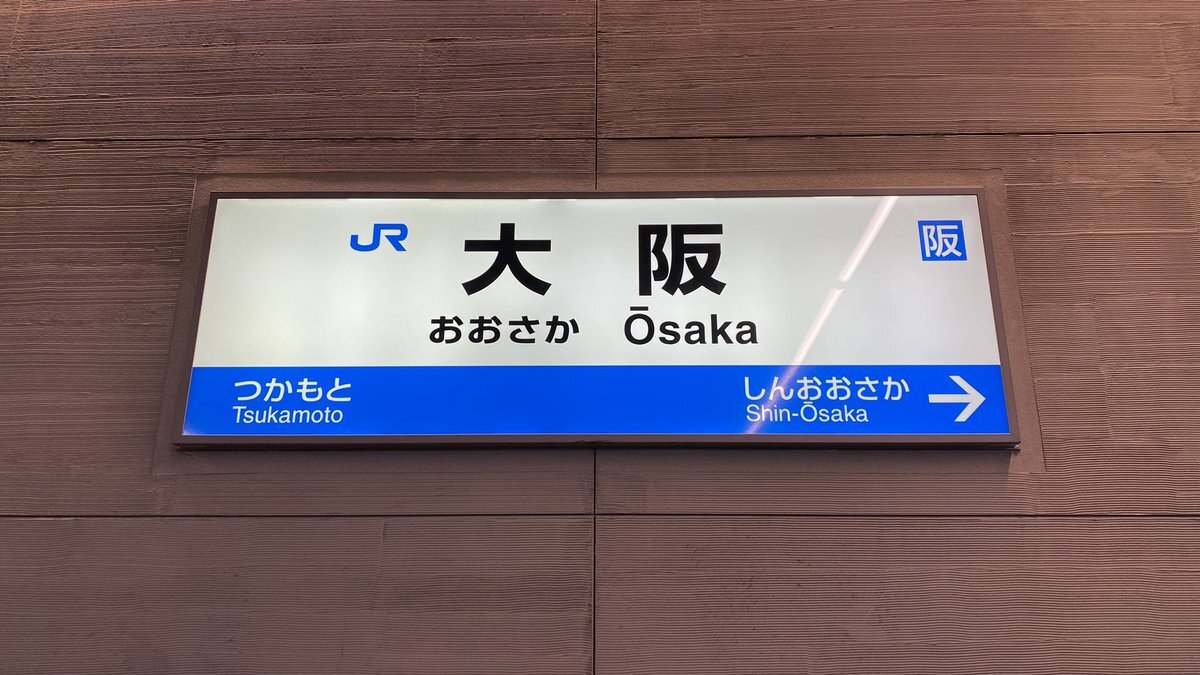 JR 大阪 阪
おおさか Ōsaka
つかもと しんおおさか →
Tsukamoto Shin-Ōsaka